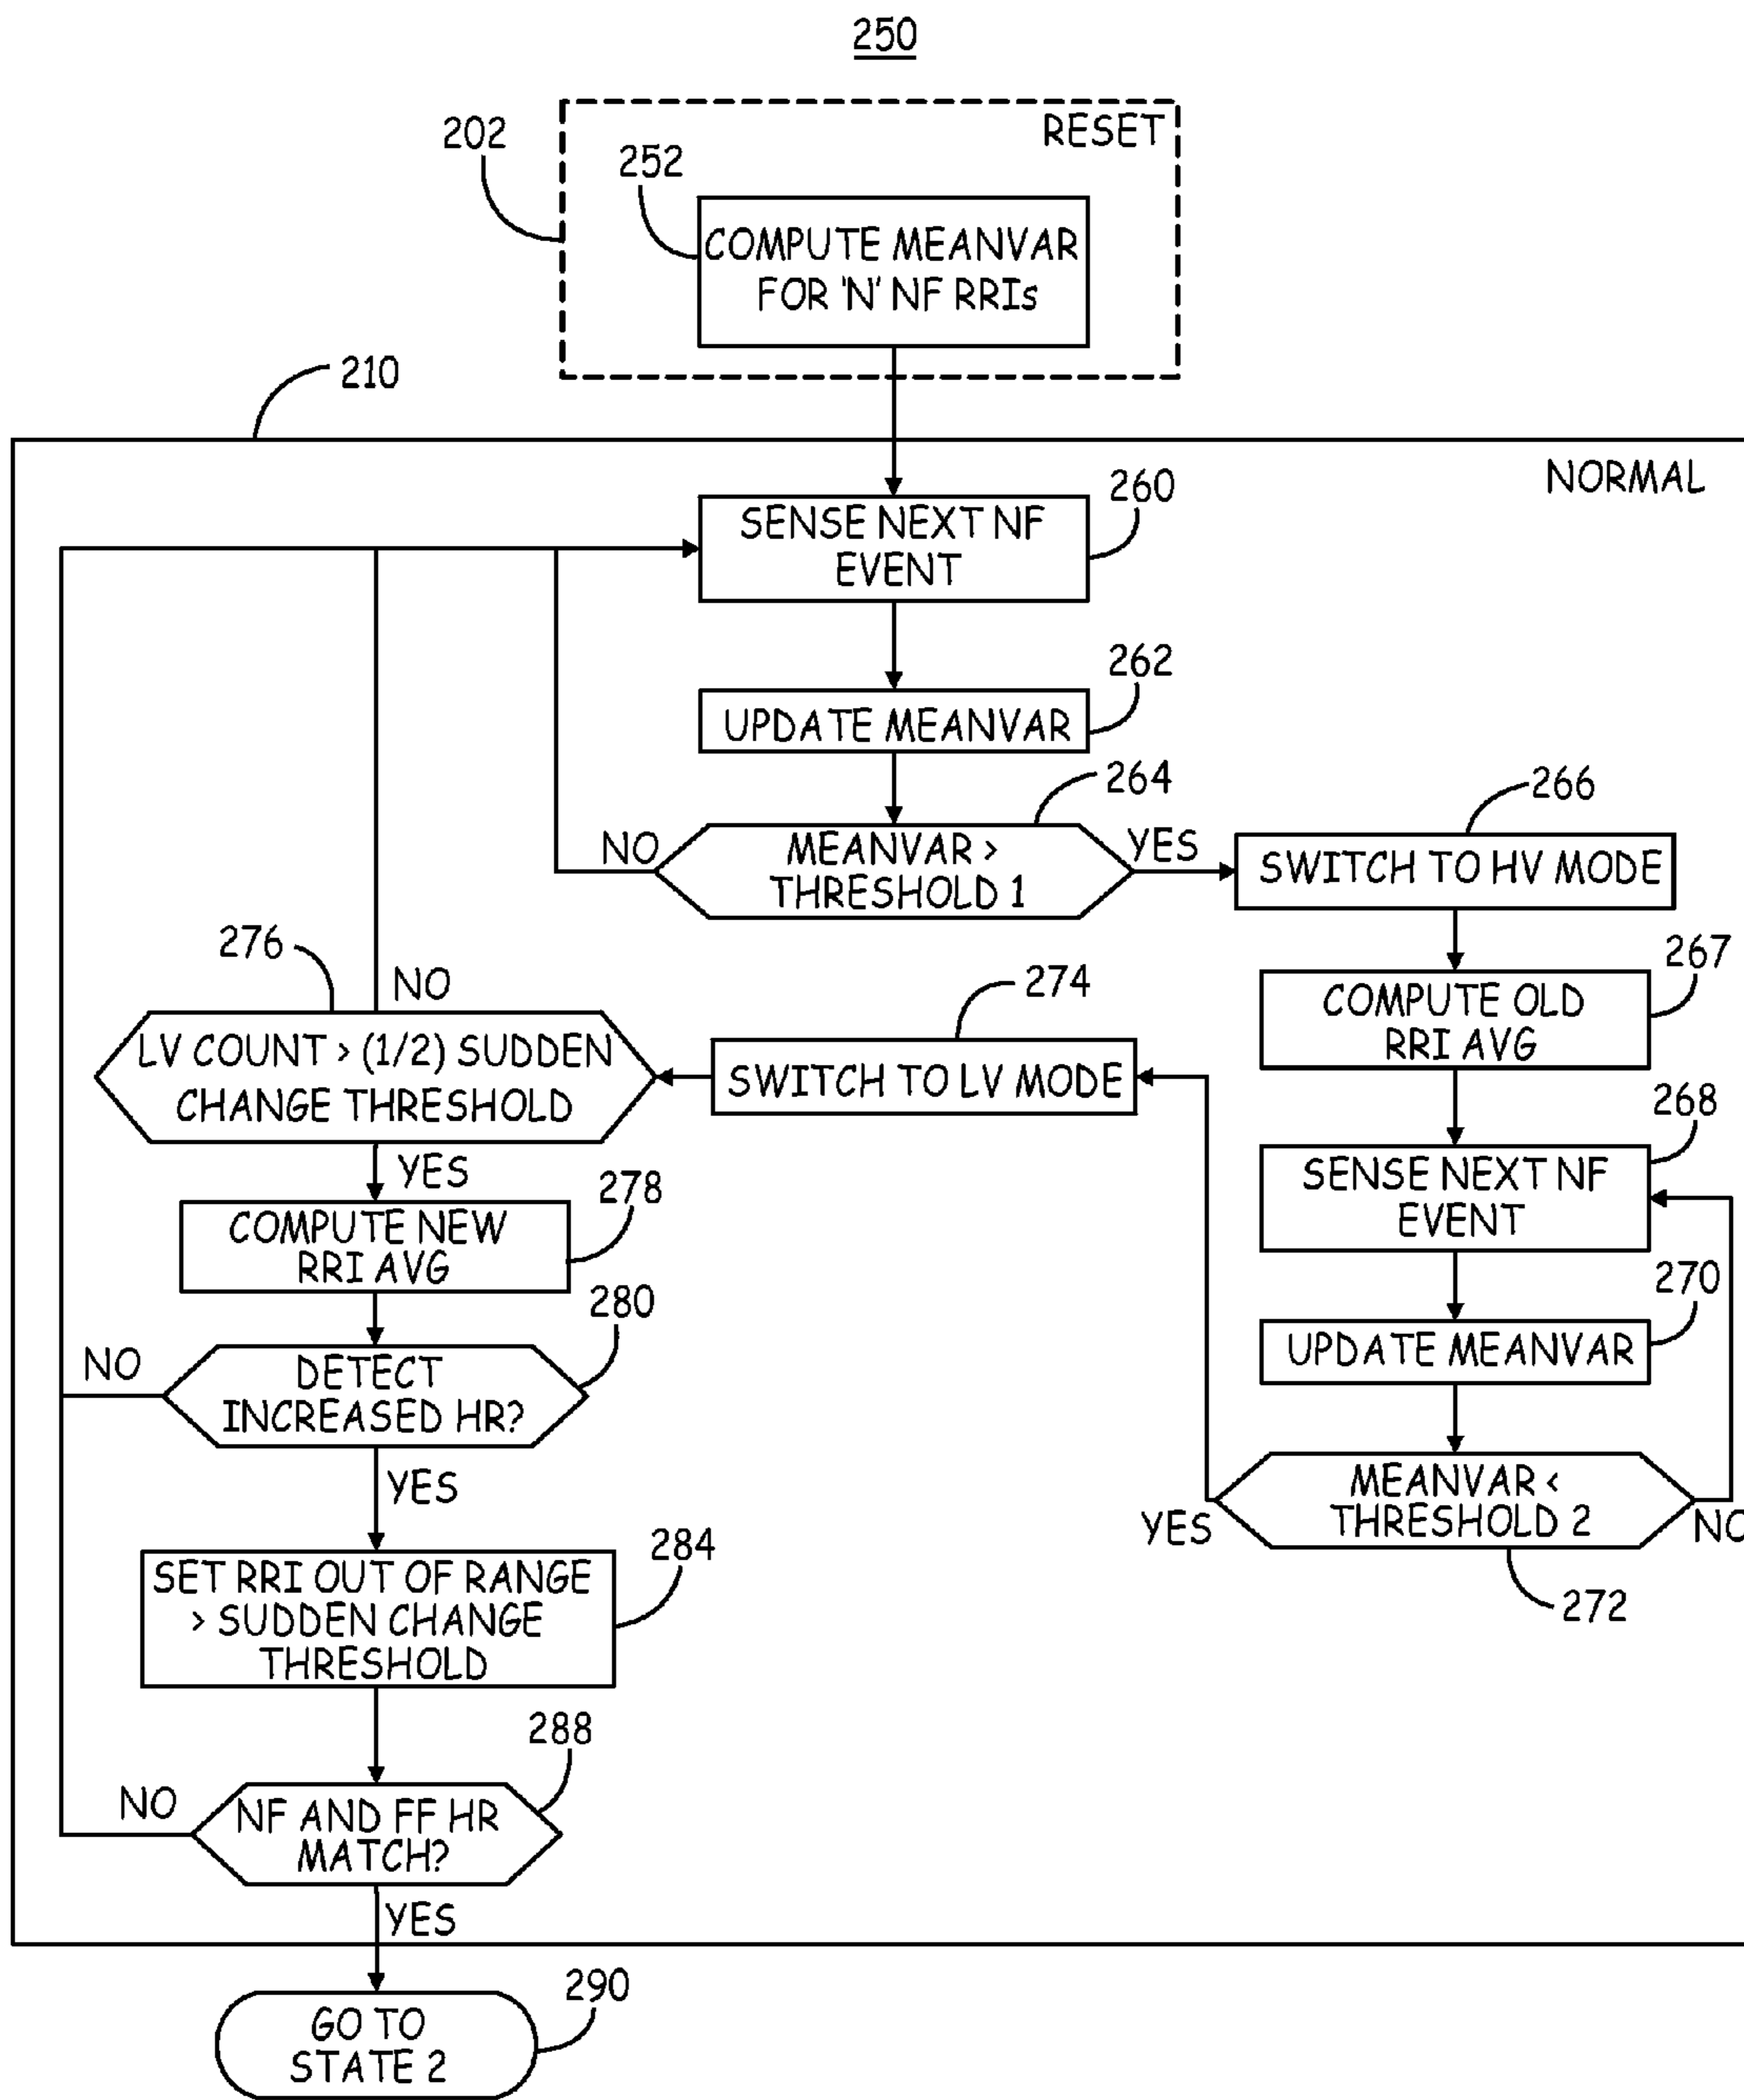 250
202
RESET
252
COMPUTE MEANVAR
FOR 'N' NF RRIs
210
NORMAL
260
SENSE NEXT NF
EVENT
262
UPDATE MEANVAR
264
NO
MEANVAR >
THRESHOLD 1
YES
266
SWITCH TO HV MODE
267
COMPUTE OLD
RRI AVG
268
SENSE NEXT NF
EVENT
270
UPDATE MEANVAR
MEANVAR <
THRESHOLD 2
YES
NO
272
274
SWITCH TO LV MODE
276
NO
LV COUNT > (1/2) SUDDEN
CHANGE THRESHOLD
YES
278
COMPUTE NEW
RRI AVG
280
NO
DETECT
INCREASED HR?
YES
284
SET RRI OUT OF RANGE
> SUDDEN CHANGE
THRESHOLD
288
NO
NF AND FF HR
MATCH?
YES
290
GO TO
STATE 2